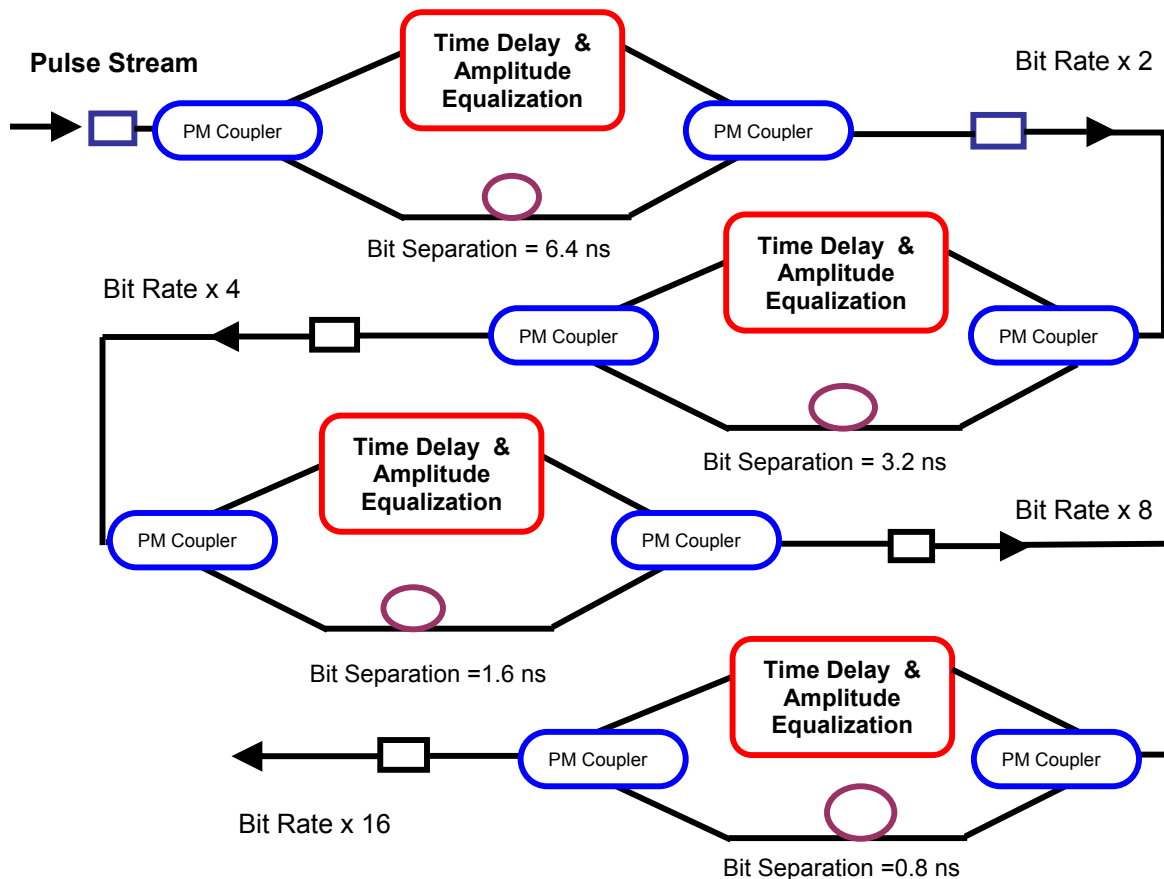 Pulse Stream
Time Delay &
Amplitude
Equalization
Bit Rate x 2
PM Coupler
PM Coupler
Bit Separation = 6.4 ns
Bit Rate x 4
Time Delay &
Amplitude
Equalization
PM Coupler
PM Coupler
Bit Separation = 3.2 ns
Time Delay &
Amplitude
Equalization
Bit Rate x 8
PM Coupler
PM Coupler
Bit Separation =1.6 ns
Time Delay &
Amplitude
Equalization
PM Coupler
PM Coupler
Bit Rate x 16
Bit Separation =0.8 ns